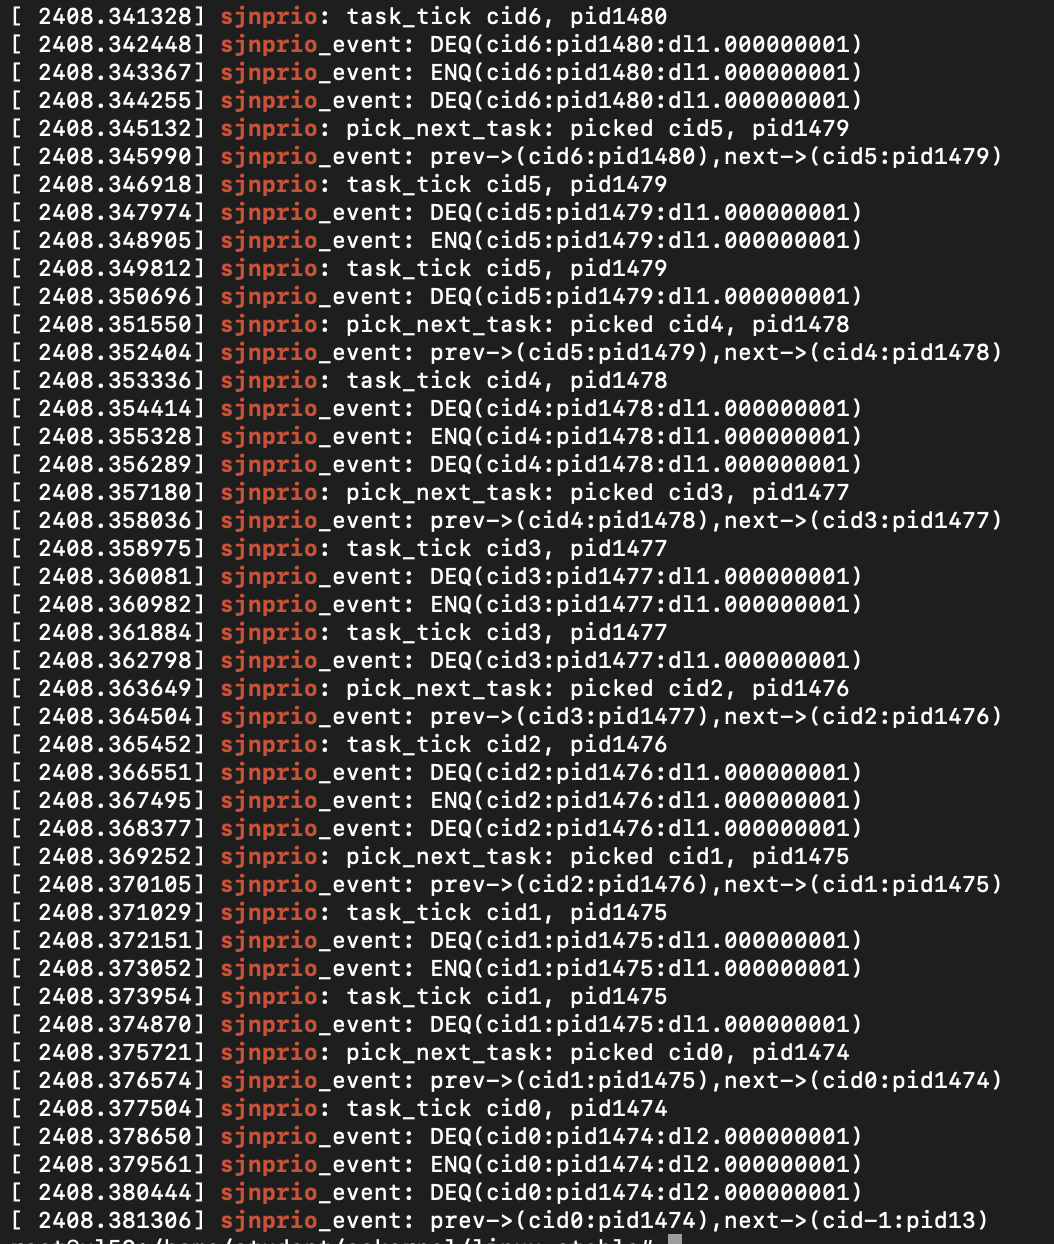 [ 2408.341328] sjnprio: task_tick cid6, pid1480
[ 2408.342448] sjnprio_event: DEQ(cid6:pid1480:dl1.000000001)
[ 2408.343367] sjnprio_event: ENQ(cid6:pid1480:dl1.000000001)
[ 2408.344255] sjnprio_event: DEQ(cid6:pid1480:dl1.000000001)
[ 2408.345132] sjnprio: pick_next_task: picked cid5, pid1479
[ 2408.345990] sjnprio_event: prev->(cid6:pid1480),next->(cid5:pid1479)
[ 2408.346918] sjnprio: task_tick cid5, pid1479
[ 2408.347974] sjnprio_event: DEQ(cid5:pid1479:dl1.000000001)
[ 2408.348905] sjnprio_event: ENQ(cid5:pid1479:dl1.000000001)
[ 2408.349812] sjnprio: task_tick cid5, pid1479
[ 2408.350696] sjnprio_event: DEQ(cid5:pid1479:dl1.000000001)
[ 2408.351550] sjnprio: pick_next_task: picked cid4, pid1478
[ 2408.352404] sjnprio_event: prev->(cid5:pid1479),next->(cid4:pid1478)
[ 2408.353336] sjnprio: task_tick cid4, pid1478
[ 2408.354414] sjnprio_event: DEQ(cid4:pid1478:dl1.000000001)
[ 2408.355328] sjnprio_event: ENQ(cid4:pid1478:dl1.000000001)
[ 2408.356289] sjnprio_event: DEQ(cid4:pid1478:dl1.000000001)
[ 2408.357180] sjnprio: pick_next_task: picked cid3, pid1477
[ 2408.358036] sjnprio_event: prev->(cid4:pid1478),next->(cid3:pid1477)
[ 2408.358975] sjnprio: task_tick cid3, pid1477
[ 2408.360081] sjnprio_event: DEQ(cid3:pid1477:dl1.000000001)
[ 2408.360982] sjnprio_event: ENQ(cid3:pid1477:dl1.000000001)
[ 2408.361884] sjnprio: task_tick cid3, pid1477
[ 2408.362798] sjnprio_event: DEQ(cid3:pid1477:dl1.000000001)
[ 2408.363649] sjnprio: pick_next_task: picked cid2, pid1476
[ 2408.364504] sjnprio_event: prev->(cid3:pid1477),next->(cid2:pid1476)
[ 2408.365452] sjnprio: task_tick cid2, pid1476
[ 2408.366551] sjnprio_event: DEQ(cid2:pid1476:dl1.000000001)
[ 2408.367495] sjnprio_event: ENQ(cid2:pid1476:dl1.000000001)
[ 2408.368377] sjnprio_event: DEQ(cid2:pid1476:dl1.000000001)
[ 2408.369252] sjnprio: pick_next_task: picked cid1, pid1475
[ 2408.370105] sjnprio_event: prev->(cid2:pid1476),next->(cid1:pid1475)
[ 2408.371029] sjnprio: task_tick cid1, pid1475
[ 2408.372151] sjnprio_event: DEQ(cid1:pid1475:dl1.000000001)
[ 2408.373052] sjnprio_event: ENQ(cid1:pid1475:dl1.000000001)
[ 2408.373954] sjnprio: task_tick cid1, pid1475
[ 2408.374870] sjnprio_event: DEQ(cid1:pid1475:dl1.000000001)
[ 2408.375721] sjnprio: pick_next_task: picked cid0, pid1474
[ 2408.376574] sjnprio_event: prev->(cid1:pid1475),next->(cid0:pid1474)
[ 2408.377504] sjnprio: task_tick cid0, pid1474
[ 2408.378650] sjnprio_event: DEQ(cid0:pid1474:dl2.000000001)
[ 2408.379561] sjnprio_event: ENQ(cid0:pid1474:dl2.000000001)
[ 2408.380444] sjnprio_event: DEQ(cid0:pid1474:dl2.000000001)
[ 2408.381306] sjnprio_event: prev->(cid0:pid1474),next->(cid-1:pid13)